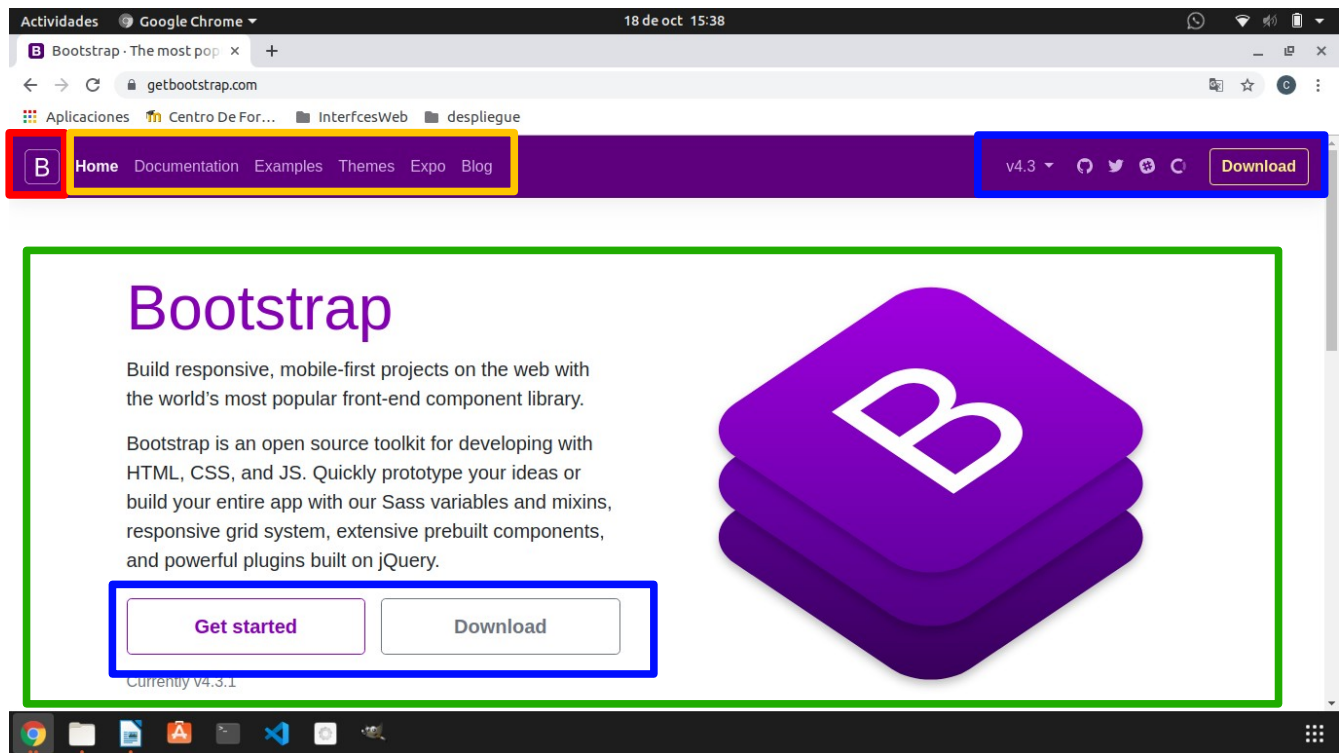 Actividades Google Chrome 18 de oct 15:38
Bootstrap · The most pop
getbootstrap.com
Aplicaciones Centro De For... InterfcesWeb despliegue
B Home Documentation Examples Themes Expo Blog v4.3 Download
Bootstrap
Build responsive, mobile-first projects on the web with
the world's most popular front-end component library.
Bootstrap is an open source toolkit for developing with
HTML, CSS, and JS. Quickly prototype your ideas or
build your entire app with our Sass variables and mixins,
responsive grid system, extensive prebuilt components,
and powerful plugins built on jQuery.
Get started Download
Currently v4.3.1
B